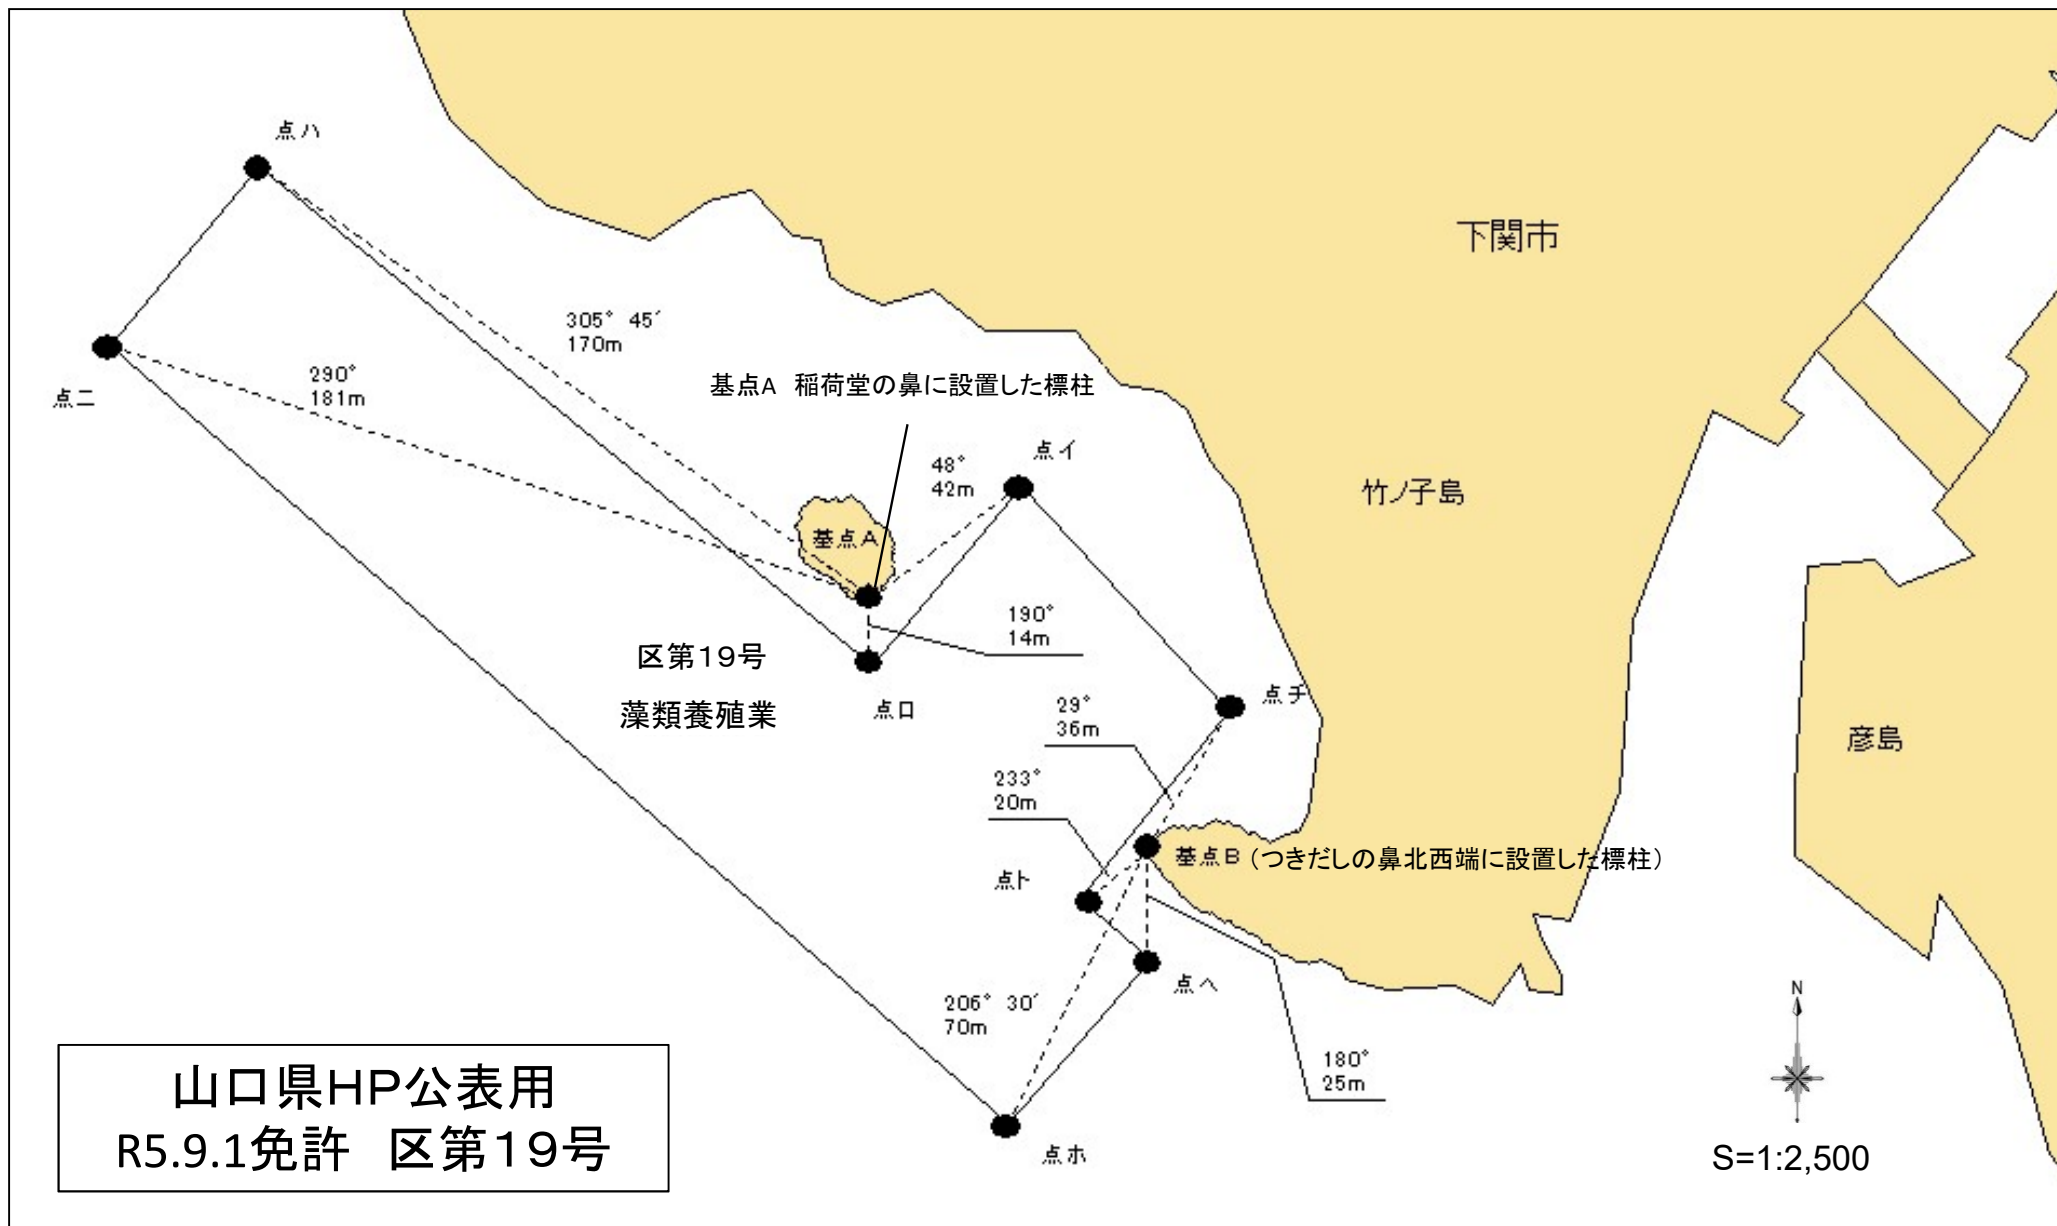 点ハ
下関市
305° 45′
170m
290°
181m
点ニ
基点A 稲荷堂の鼻に設置した標柱
点イ
48°
42m
竹ノ子島
基点A
190°
14m
区第19号
藻類養殖業
点ロ
点チ
29°
36m
彦島
233°
20m
基点B（つきだしの鼻北西端に設置した標柱）
点ト
点ヘ
206° 30′
70m
180°
25m
N
点ホ
S=1:2,500
山口県HP公表用
R5.9.1免許 区第19号